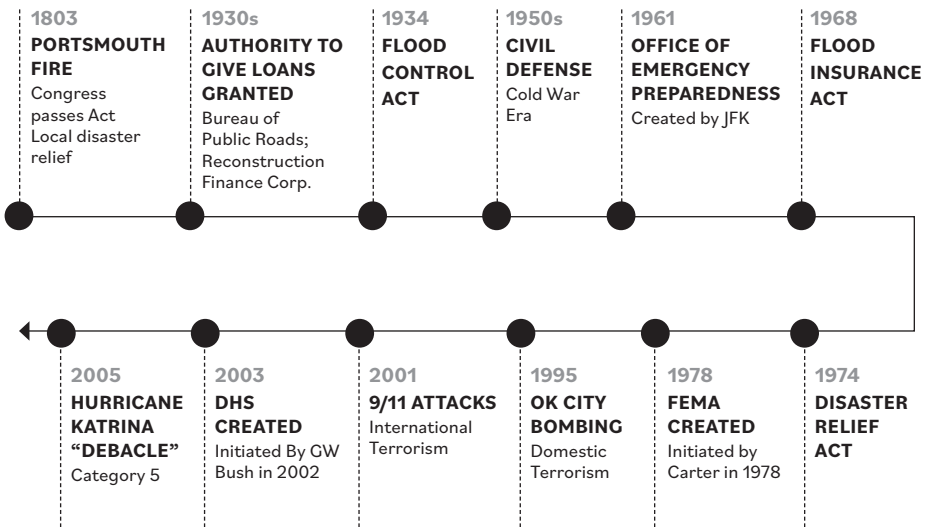 1803
PORTSMOUTH
FIRE
Congress
passes Act
Local disaster
relief
1930s
AUTHORITY TO
GIVE LOANS
GRANTED
Bureau of
Public Roads;
Reconstruction
Finance Corp.
1934
FLOOD
CONTROL
ACT
1950s
CIVIL
DEFENSE
Cold War
Era
1961
OFFICE OF
EMERGENCY
PREPAREDNESS
Created by JFK
1968
FLOOD
INSURANCE
ACT
2005
HURRICANE
KATRINA
“DEBACLE”
Category 5
2003
DHS
CREATED
Initiated By GW
Bush in 2002
2001
9/11 ATTACKS
International
Terrorism
1995
OK CITY
BOMBING
Domestic
Terrorism
1978
FEMA
CREATED
Initiated by
Carter in 1978
1974
DISASTER
RELIEF
ACT